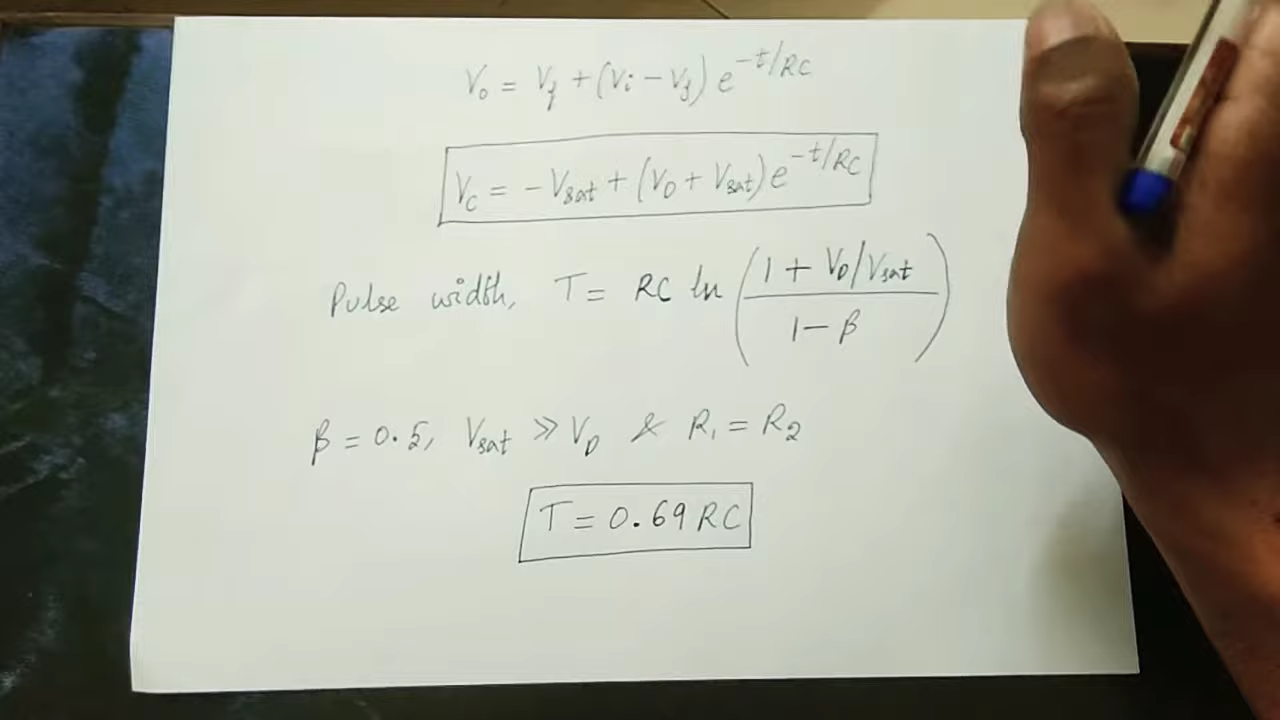 V₀ = V_f + (Vi − V_f) e^{−t/RC}
V_C = −V_sat + (V_D + V_sat) e^{−t/RC}
Pulse width, T = RC ln((1 + V_D/V_sat)/(1 − β))
β = 0.5, V_sat ≫ V_D & R₁ = R₂
T = 0.69 RC